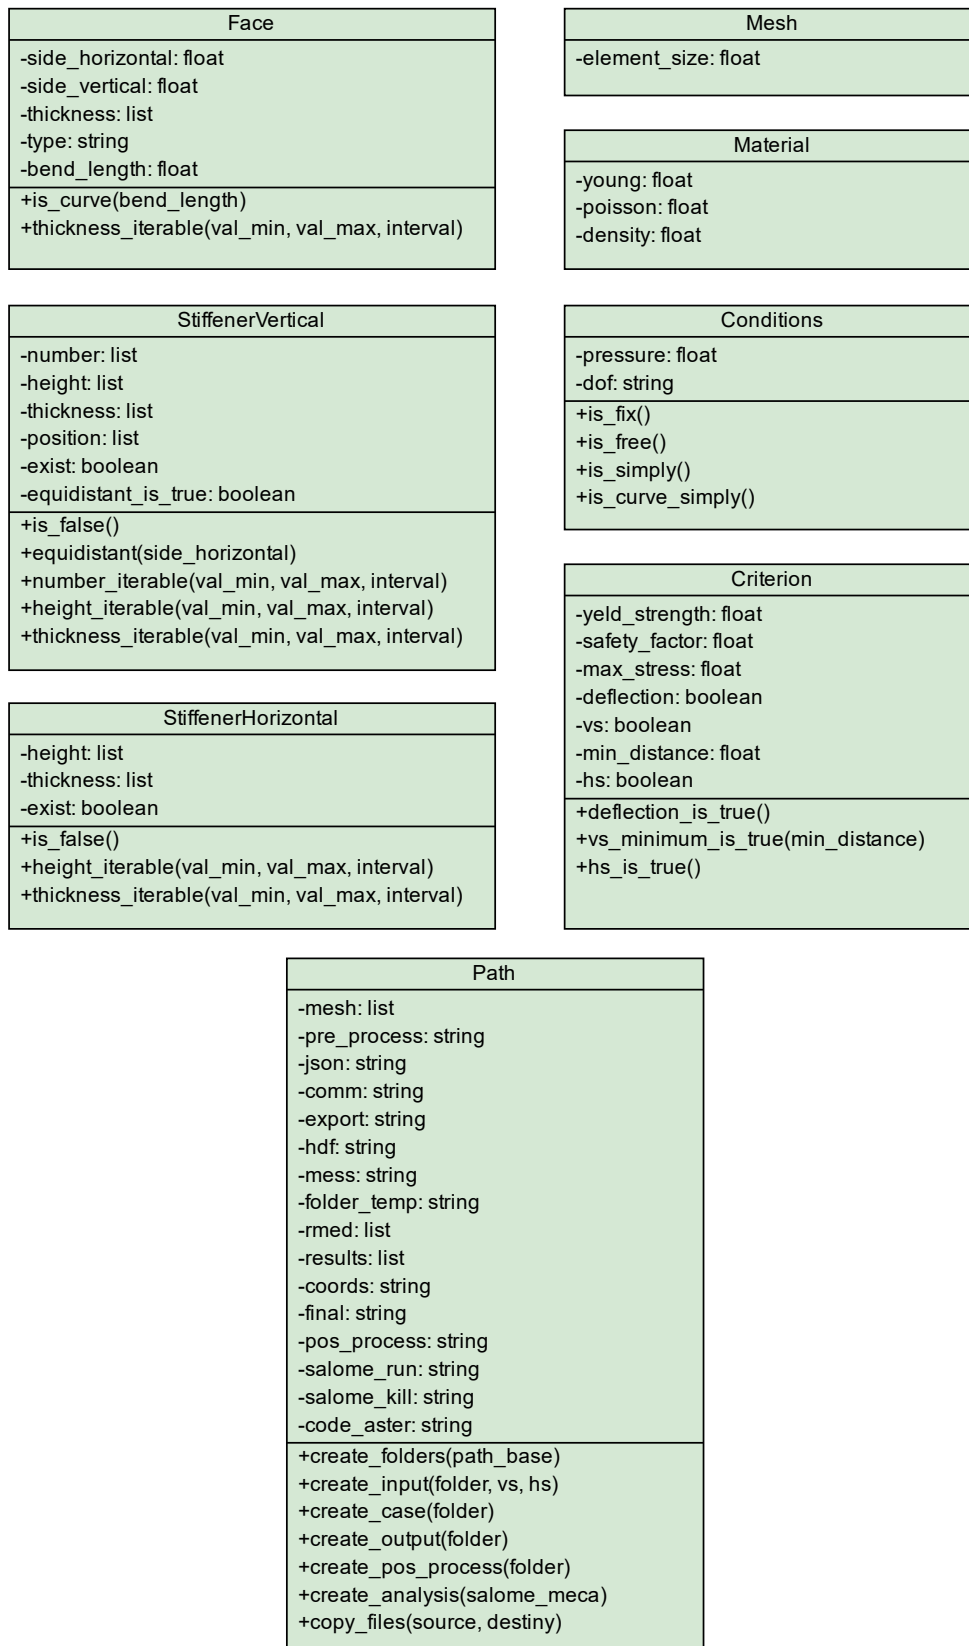 Face
-side_horizontal: float
-side_vertical: float
-thickness: list
-type: string
-bend_length: float
+is_curve(bend_length)
+thickness_iterable(val_min, val_max, interval)
Mesh
-element_size: float
Material
-young: float
-poisson: float
-density: float
StiffenerVertical
-number: list
-height: list
-thickness: list
-position: list
-exist: boolean
-equidistant_is_true: boolean
+is_false()
+equidistant(side_horizontal)
+number_iterable(val_min, val_max, interval)
+height_iterable(val_min, val_max, interval)
+thickness_iterable(val_min, val_max, interval)
Conditions
-pressure: float
-dof: string
+is_fix()
+is_free()
+is_simply()
+is_curve_simply()
StiffenerHorizontal
-height: list
-thickness: list
-exist: boolean
+is_false()
+height_iterable(val_min, val_max, interval)
+thickness_iterable(val_min, val_max, interval)
Criterion
-yeld_strength: float
-safety_factor: float
-max_stress: float
-deflection: boolean
-vs: boolean
-min_distance: float
-hs: boolean
+deflection_is_true()
+vs_minimum_is_true(min_distance)
+hs_is_true()
Path
-mesh: list
-pre_process: string
-json: string
-comm: string
-export: string
-hdf: string
-mess: string
-folder_temp: string
-rmed: list
-results: list
-coords: string
-final: string
-pos_process: string
-salome_run: string
-salome_kill: string
-code_aster: string
+create_folders(path_base)
+create_input(folder, vs, hs)
+create_case(folder)
+create_output(folder)
+create_pos_process(folder)
+create_analysis(salome_meca)
+copy_files(source, destiny)